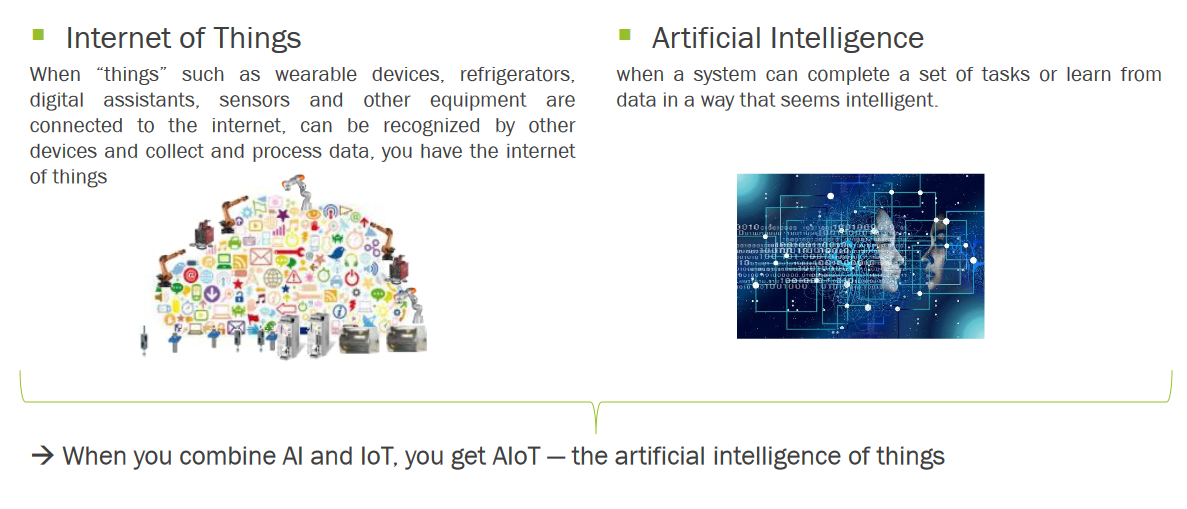 Internet of Things
When “things” such as wearable devices, refrigerators,
digital assistants, sensors and other equipment are
connected to the internet, can be recognized by other
devices and collect and process data, you have the internet
of things
Artificial Intelligence
when a system can complete a set of tasks or learn from
data in a way that seems intelligent.
→ When you combine AI and IoT, you get AIoT — the artificial intelligence of things